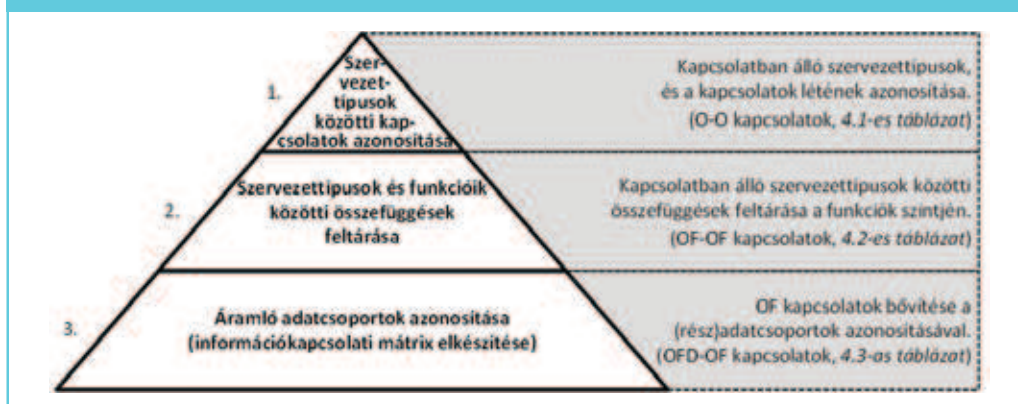 1.
Szer-
vezet-
típusok
közötti kap-
csolatok azonosítása
Kapcsolatban álló szervezettípusok,
és a kapcsolatok létének azonosítása.
(O-O kapcsolatok, 4.1-es táblázat)
2.
Szervezettípusok és funkcióik
közötti összefüggések
feltárása
Kapcsolatban álló szervezettípusok közötti
összefüggések feltárása a funkciók szintjén.
(OF-OF kapcsolatok, 4.2-es táblázat)
3.
Áramló adatcsoportok azonosítása
(információkapcsolati mátrix elkészítése)
OF kapcsolatok bővítése a
(rész)adatcsoportok azonosításával.
(OFD-OF kapcsolatok, 4.3-as táblázat)